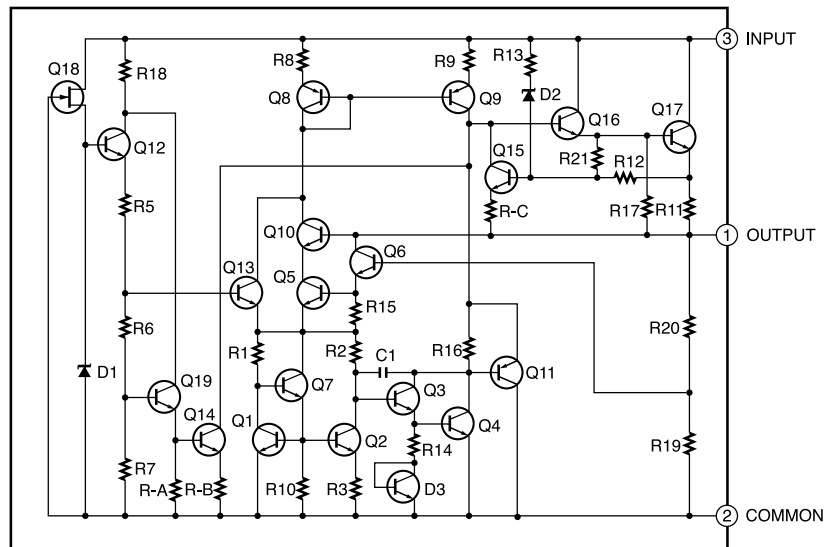 3 INPUT
R8
R9
R13
Q18
R18
D2
Q8
Q9
Q16
Q17
Q12
Q15
R21
R12
R5
R-C
R17
R11
Q10
1 OUTPUT
Q6
Q13
Q5
R15
R6
R20
R1
R2
C1
R16
D1
Q19
Q7
Q3
Q11
Q14
Q1
Q2
Q4
R14
R19
R7
R-A
R-B
R10
R3
D3
2 COMMON